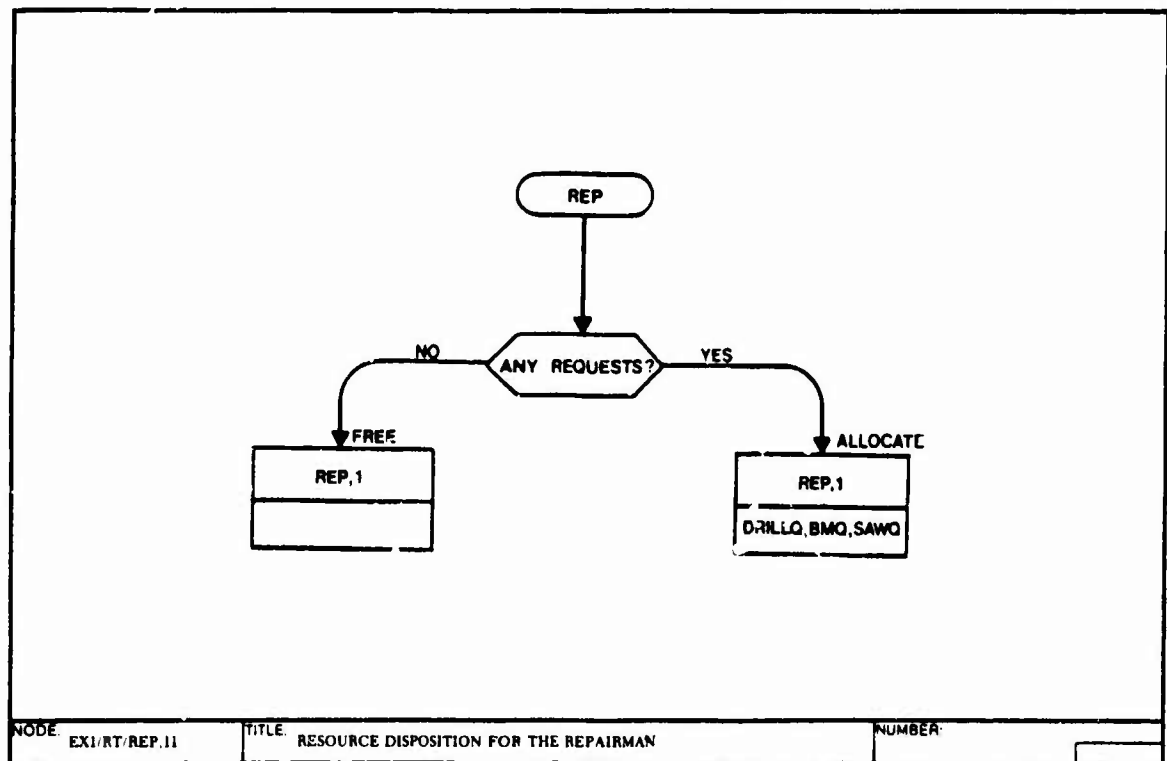 REP
ANY REQUESTS?
NO
YES
FREE
REP,1
ALLOCATE
REP,1
DRILLQ,BMQ,SAWQ
NODE: EX1/RT/REP.11
TITLE: RESOURCE DISPOSITION FOR THE REPAIRMAN
NUMBER: